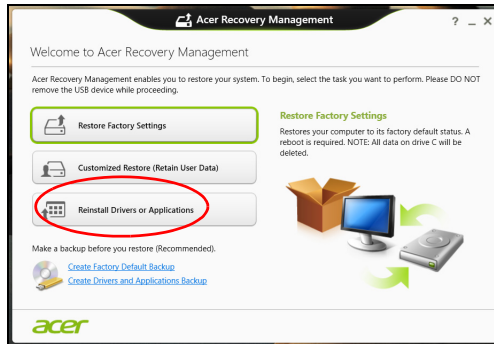 Acer Recovery Management
? _ X
Welcome to Acer Recovery Management
Acer Recovery Management enables you to restore your system. To begin, select the task you want to perform. Please DO NOT
remove the USB device while proceeding.
Restore Factory Settings
Customized Restore (Retain User Data)
Reinstall Drivers or Applications
Make a backup before you restore (Recommended).
Create Factory Default Backup
Create Drivers and Applications Backup
Restore Factory Settings
Restores your computer to its factory default status. A
reboot is required. NOTE: All data on drive C will be
deleted.
acer